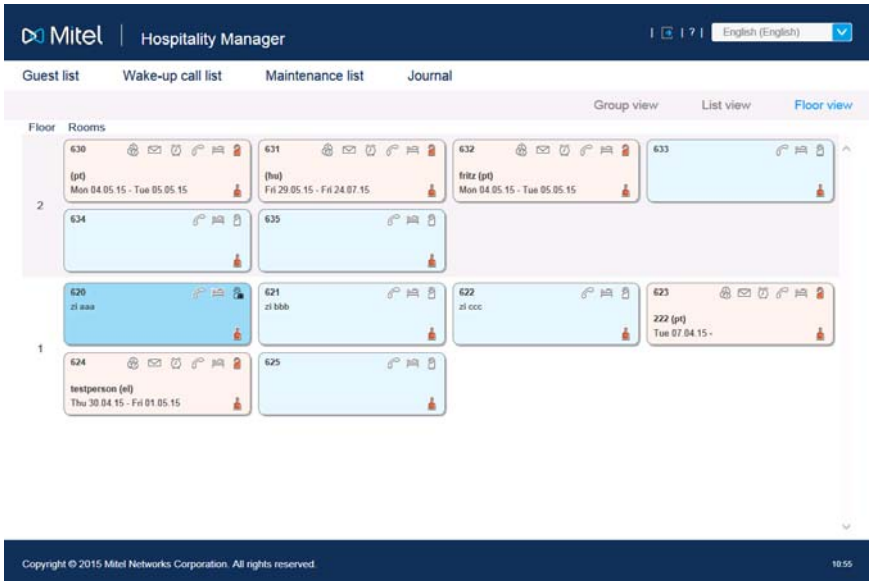 Mitel | Hospitality Manager
| ? | English (English)
Guest list Wake-up call list Maintenance list Journal
Group view List view Floor view
Floor Rooms
630 631 632 633
(pt) (hu) fritz (pt)
Mon 04.05.15 - Tue 05.05.15 Fri 29.05.15 - Fri 24.07.15 Mon 04.05.15 - Tue 05.05.15
2
634 635
620 621 622 623
zi aaa zi bbb zi ccc
222 (pt)
Tue 07.04.15 -
1
624 625
testperson (el)
Thu 30.04.15 - Fri 01.05.15
Copyright © 2015 Mitel Networks Corporation. All rights reserved. 10:55